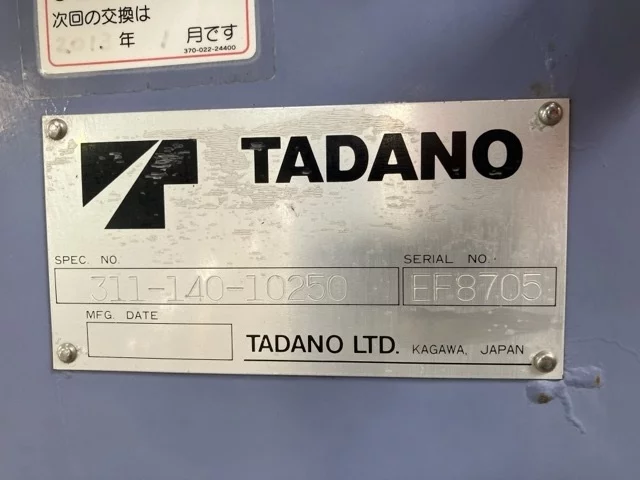 次回の交換は
年 月です
370-022-24400
TADANO
SPEC. NO. SERIAL NO.
311-140-10250 EF8705
MFG. DATE
TADANO LTD. KAGAWA, JAPAN